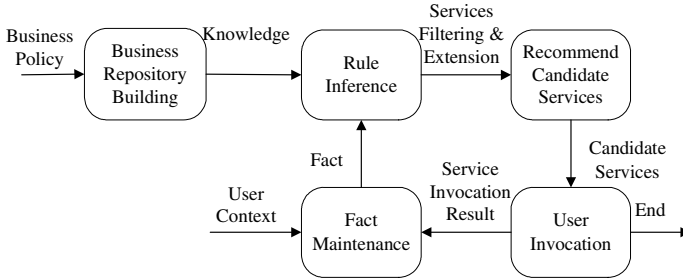 Business
Policy
Business
Repository
Building
Knowledge
Rule
Inference
Services
Filtering &
Extension
Recommend
Candidate
Services
Candidate
Services
User
Invocation
End
Service
Invocation
Result
Fact
Maintenance
User
Context
Fact